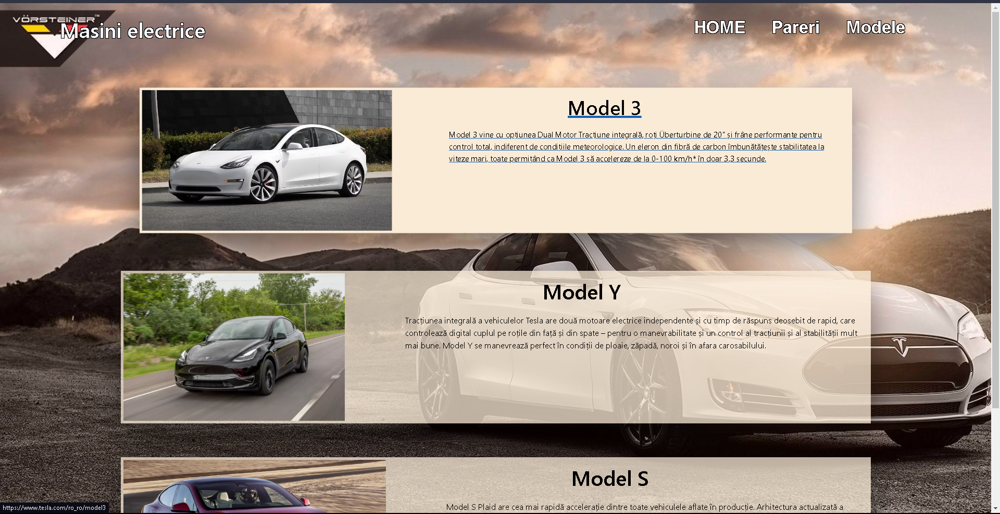 VÖRSTEINER™
Masini electrice
HOME Pareri Modele
Model 3
Model 3 vine cu opțiunea Dual Motor Tracțiune integrală, roți Überturbine de 20” și frâne performante pentru
control total, indiferent de condițiile meteorologice. Un eleron din fibră de carbon îmbunătățește stabilitatea la
viteze mari, toate permițând ca Model 3 să accelereze de la 0-100 km/h* în doar 3,3 secunde.
Model Y
Tracțiunea integrală a vehiculelor Tesla are două motoare electrice independente și cu timp de răspuns deosebit de rapid, care
controlează digital cuplul pe roțile din față și din spate – pentru o manevrabilitate și un control al tracțiunii și al stabilității mult
mai bune. Model Y se manevrează perfect în condiții de ploaie, zăpadă, noroi și în afara carosabilului.
Model S
Model S Plaid are cea mai rapidă accelerație dintre toate vehiculele aflate în producție. Arhitectura actualizată a
https://www.tesla.com/ro_ro/model3